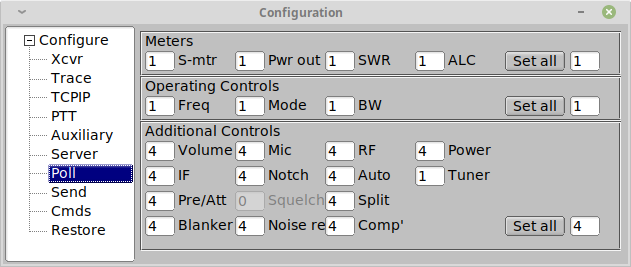 Configuration
Configure
Xcvr
Trace
TCPIP
PTT
Auxiliary
Server
Poll
Send
Cmds
Restore
Meters
1 S-mtr 1 Pwr out 1 SWR 1 ALC Set all 1
Operating Controls
1 Freq 1 Mode 1 BW Set all 1
Additional Controls
4 Volume 4 Mic 4 RF 4 Power
4 IF 4 Notch 4 Auto 1 Tuner
4 Pre/Att 0 Squelch 4 Split
4 Blanker 4 Noise re 4 Comp' Set all 4